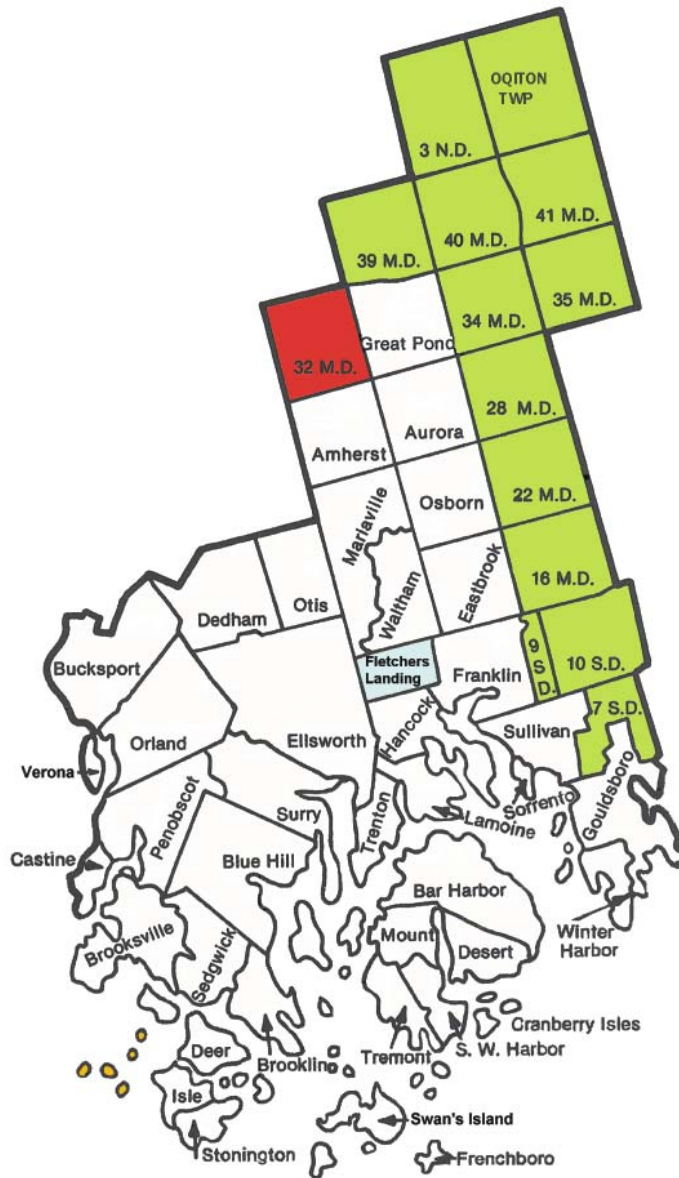 OQITON
TWP
3 N.D.
41 M.D.
40 M.D.
39 M.D.
35 M.D.
34 M.D.
Great Pond
32 M.D.
28 M.D.
Aurora
Amherst
22 M.D.
Osborn
Mariaville
16 M.D.
Eastbrook
Waltham
Otis
Dedham
Bucksport
Fletchers
Landing
Franklin
9
S
D.
10 S.D.
7 S.D.
Sullivan
Hancock
Ellsworth
Orland
Verona
Gouldsboro
Sorrento
Lamoine
Trenton
Surry
Penobscot
Castine
Blue Hill
Bar Harbor
Winter
Harbor
Mount
Desert
Brooksville
Sedgwick
Cranberry Isles
S. W. Harbor
Tremont
Brooklin
Deer
Isle
Swan's Island
Stonington
Frenchboro